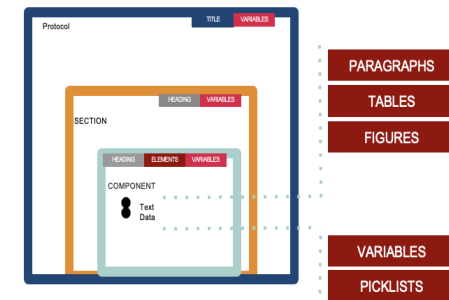 Protocol
TITLE VARIABLES
HEADING VARIABLES
SECTION
HEADING ELEMENTS VARIABLES
COMPONENT
Text
Data
PARAGRAPHS
TABLES
FIGURES
VARIABLES
PICKLISTS